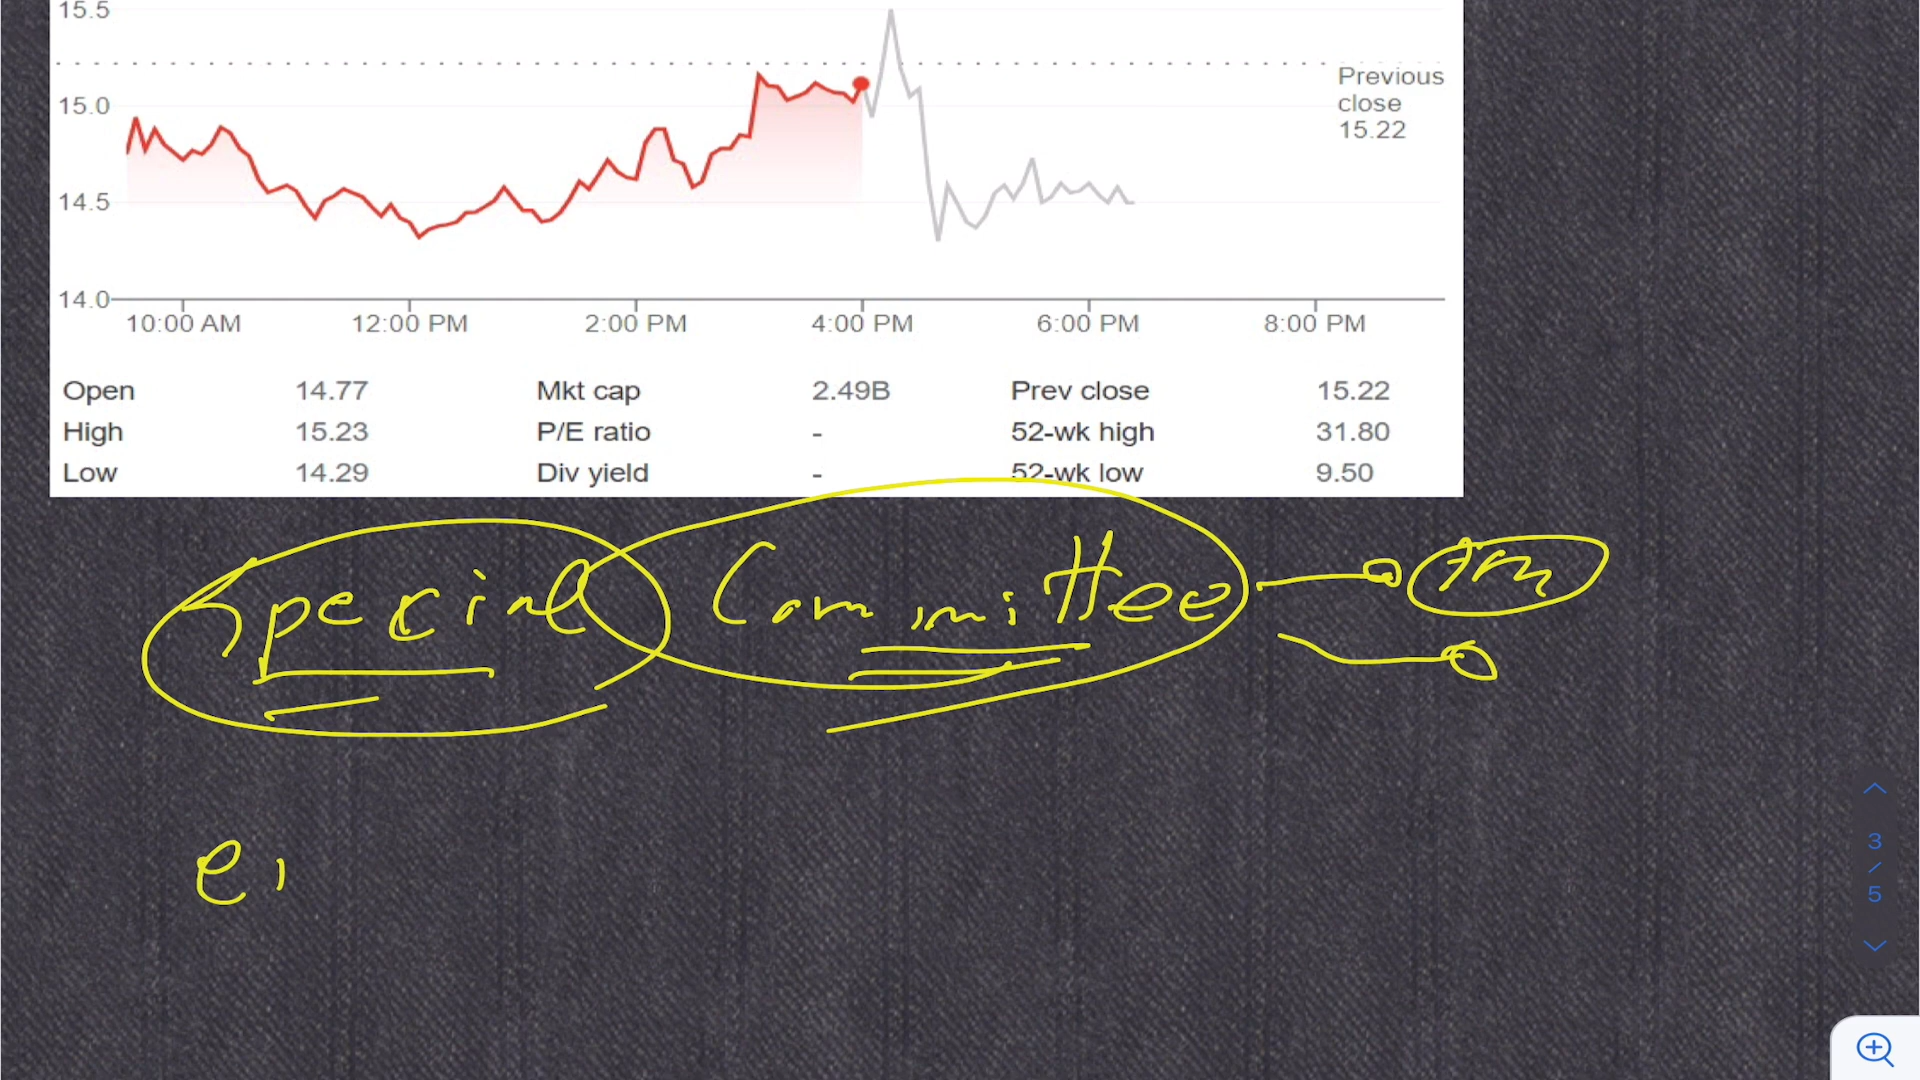 15.5
Previous close 15.22
15.0
14.5
14.0
10:00 AM 12:00 PM 2:00 PM 4:00 PM 6:00 PM 8:00 PM
Open 14.77 Mkt cap 2.49B Prev close 15.22
High 15.23 P/E ratio - 52-wk high 31.80
Low 14.29 Div yield - 52-wk low 9.50
Special Committee
3
/
5